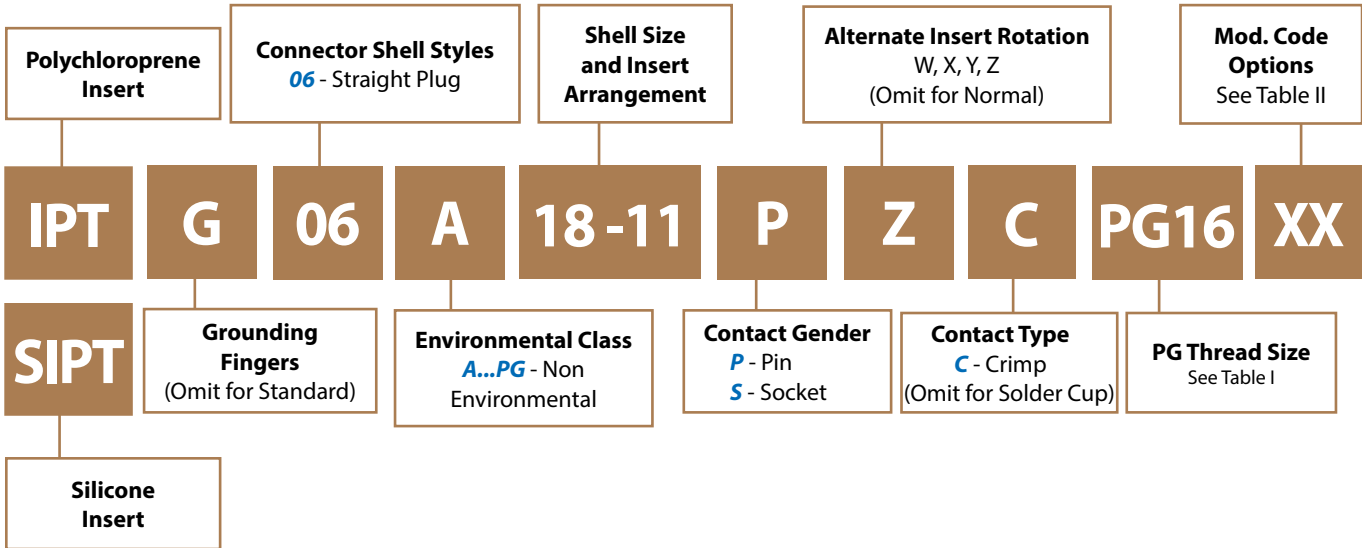 Polychloroprene
Insert
Connector Shell Styles
06 - Straight Plug
Shell Size
and Insert
Arrangement
Alternate Insert Rotation
W, X, Y, Z
(Omit for Normal)
Mod. Code
Options
See Table II
IPT G 06 A 18-11 P Z C PG16 XX
SIPT
Grounding
Fingers
(Omit for Standard)
Environmental Class
A...PG - Non
Environmental
Contact Gender
P - Pin
S - Socket
Contact Type
C - Crimp
(Omit for Solder Cup)
PG Thread Size
See Table I
Silicone
Insert